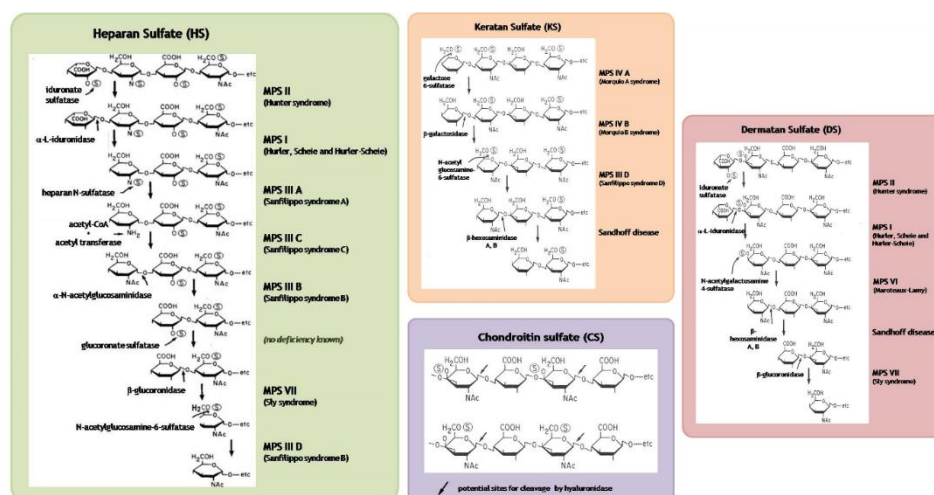 Heparan Sulfate (HS)
iduronate
sulfatase
MPS II
(Hunter syndrome)
α-L-iduronidase
MPS I
(Hurler, Scheie and Hurler-Scheie)
heparan N-sulfatase
MPS III A
(Sanfilippo syndrome A)
acetyl-CoA
+
acetyl transferase
MPS III C
(Sanfilippo syndrome C)
α-N-acetylglucosaminidase
MPS III B
(Sanfilippo syndrome B)
glucoronate sulfatase
(no deficiency known)
β-glucoronidase
MPS VII
(Sly syndrome)
N-acetylglucosamine-6-sulfatase
MPS III D
(Sanfilippo syndrome B)
Keratan Sulfate (KS)
galactose
6-sulfatase
MPS IV A
(Morquio A syndrome)
β-galactonidase
MPS IV B
(Morquio B syndrome)
N-acetyl
glucosamine-
6-sulfatase
MPS III D
(Sanfilippo syndrome D)
β-hexosaminidase
A, B
Sandhoff disease
Chondroitin sulfate (CS)
potential sites for cleavage by hyaluronidase
Dermatan Sulfate (DS)
iduronate
sulfatase
MPS II
(Hunter syndrome)
α-L-iduronidase
MPS I
(Hurler, Scheie and
Hurler-Scheie)
N-acetylgalactosamine
4-sulfatase
MPS VI
(Maroteaux-Lamy)
β-
hexosaminidase
A, B
Sandhoff disease
β-glucoronidase
MPS VII
(Sly syndrome)